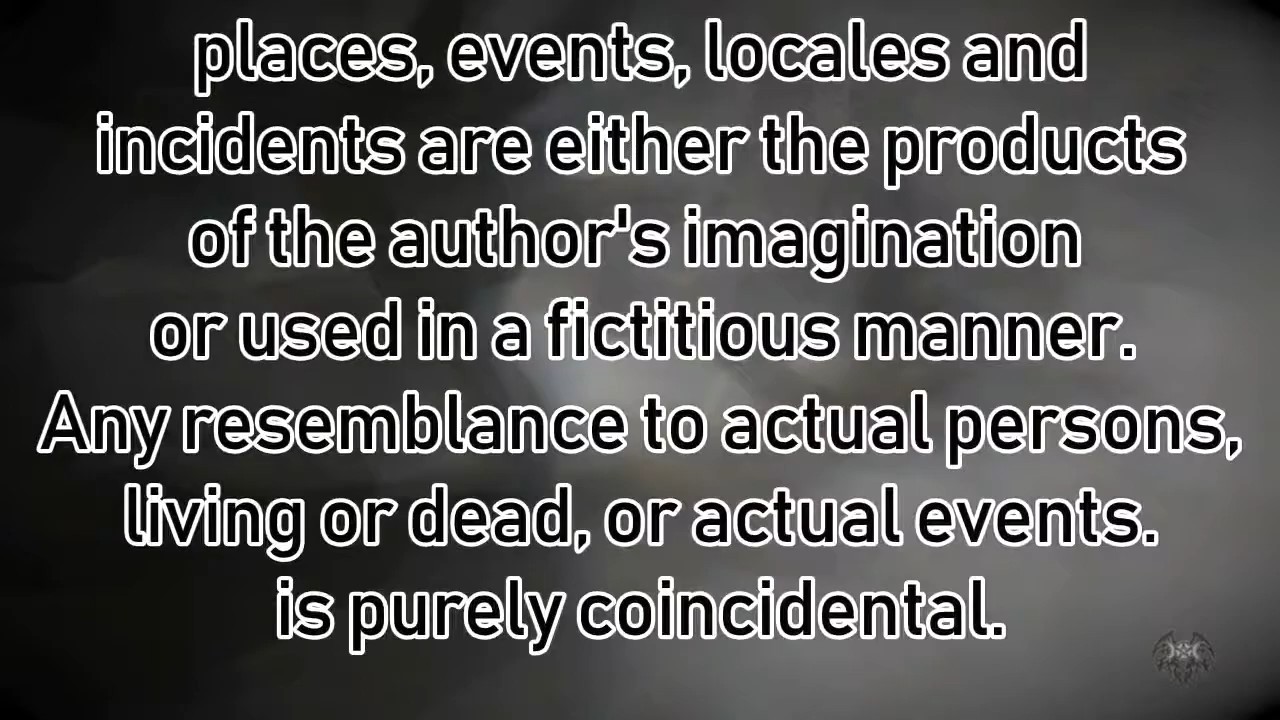 places, events, locales and
incidents are either the products
of the author's imagination
or used in a fictitious manner.
Any resemblance to actual persons,
living or dead, or actual events.
is purely coincidental.